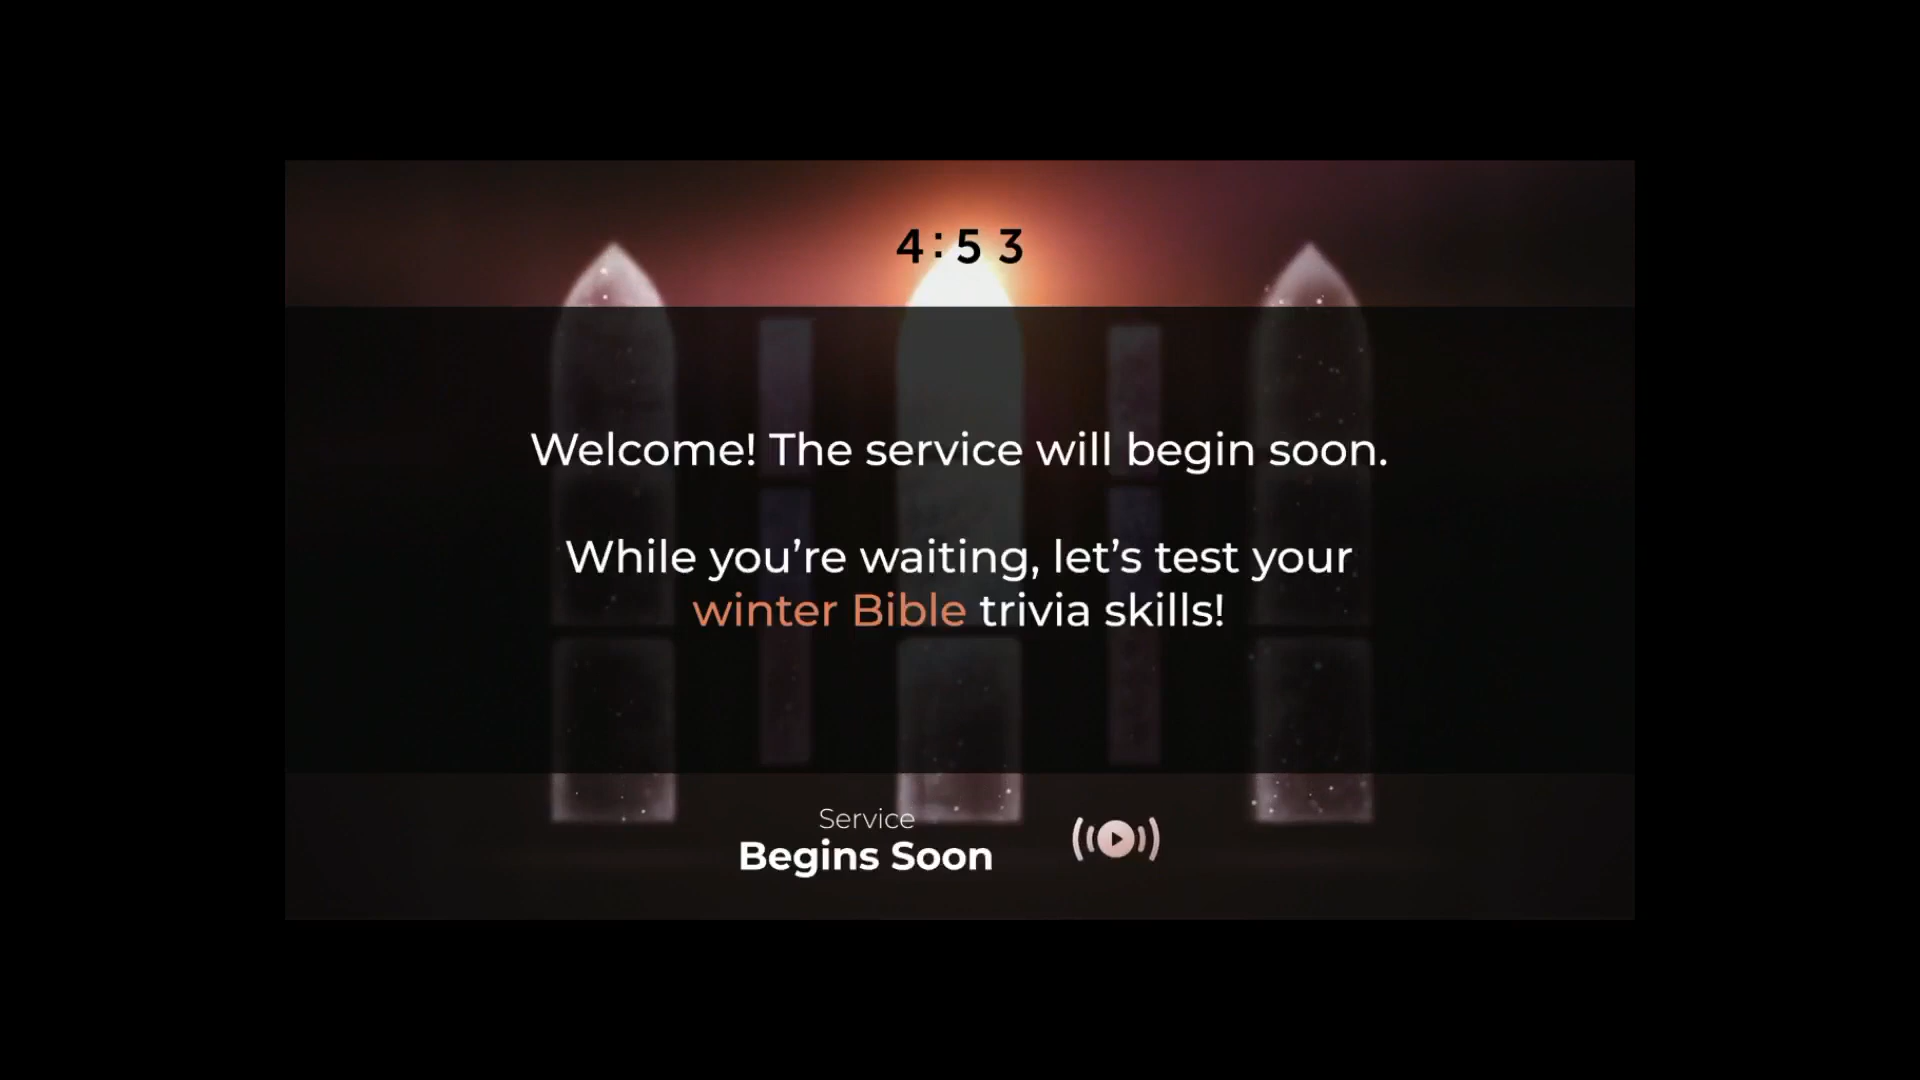 4:53
Welcome! The service will begin soon.
While you’re waiting, let’s test your
winter Bible trivia skills!
Service
Begins Soon